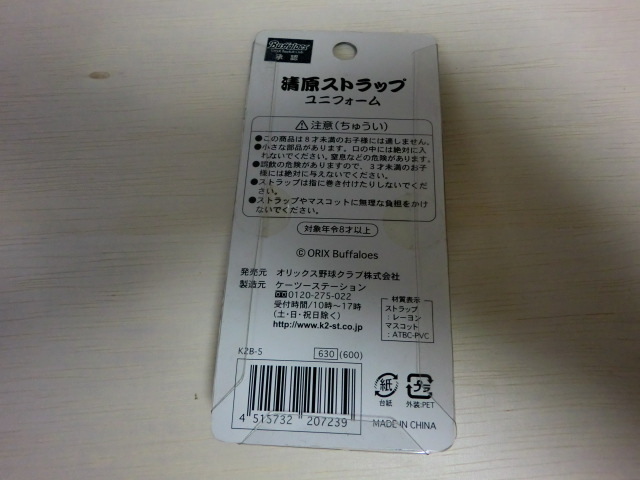 Buffaloes
承認
清原ストラップ
ユニフォーム
⚠注意(ちゅうい)
●この商品は8才未満のお子様には適しません。
●小さな部品があります。口の中には絶対に入
れないでください。窒息などの危険があります。
●誤飲の危険がありますので、3才未満のお子
様には絶対に与えないでください。
●ストラップは指に巻き付けたりしないでくだ
さい。
●ストラップやマスコットに無理な負担をかけ
ないでください。
対象年令8才以上
©ORIX Buffaloes
発売元 オリックス野球クラブ株式会社
製造元 ケーツーステーション
0120-275-022
受付時間/10時〜17時
(土・日・祝日除く)
http://www.k2-st.co.jp
材質表示
ストラップ
:レーヨン
マスコット
:ATBC-PVC
K2B-5
630 (600)
4 515732 207239
紙
台紙
プラ
外装:PET
MADE IN CHINA